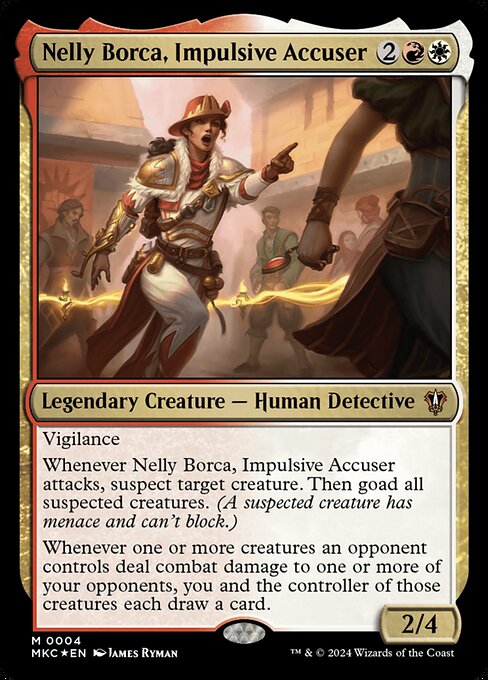 Nelly Borca, Impulsive Accuser 2
Legendary Creature — Human Detective
Vigilance
Whenever Nelly Borca, Impulsive Accuser
attacks, suspect target creature. Then goad all
suspected creatures. (A suspected creature has
menace and can't block.)
Whenever one or more creatures an opponent
controls deal combat damage to one or more of
your opponents, you and the controller of those
creatures each draw a card.
2/4
M 0004
MKC★EN James Ryman
™ & © 2024 Wizards of the Coast